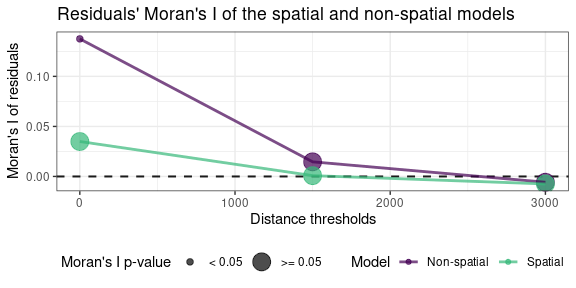 Residuals' Moran's I of the spatial and non-spatial models
Moran's I of residuals
0.10
0.05
0.00
0
1000
2000
3000
Distance thresholds
Moran's I p-value < 0.05 >= 0.05 Model Non-spatial Spatial